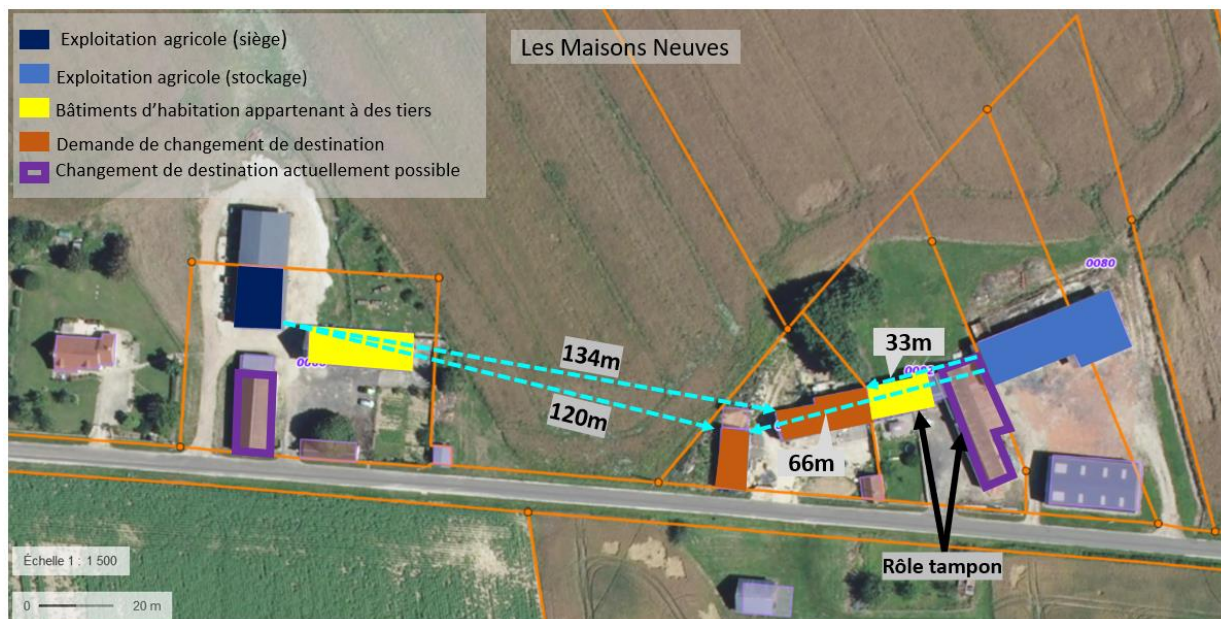 Les Maisons Neuves
Exploitation agricole (siège)
Exploitation agricole (stockage)
Bâtiments d'habitation appartenant à des tiers
Demande de changement de destination
Changement de destination actuellement possible
0080
33m
134m
120m
66m
Rôle tampon
Échelle 1 : 1 500
0 20 m